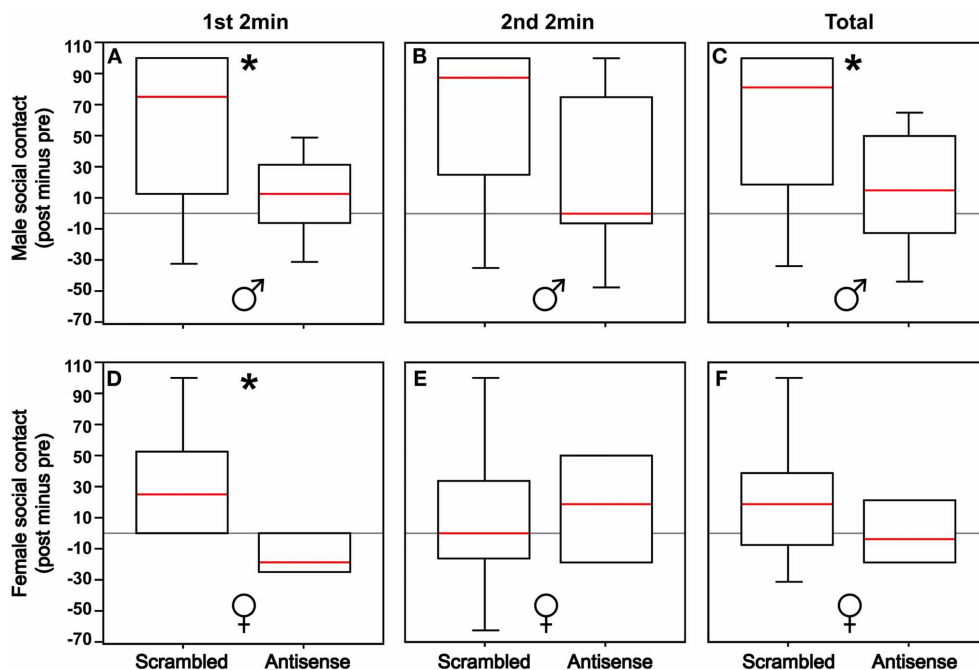 1st 2min
2nd 2min
Total
Male social contact
(post minus pre)
110
90
70
50
30
10
-10
-30
-50
-70
A
*
♂
B
♂
C
*
♂
Female social contact
(post minus pre)
110
90
70
50
30
10
-10
-30
-50
-70
D
*
♀
E
♀
F
♀
Scrambled
Antisense
Scrambled
Antisense
Scrambled
Antisense